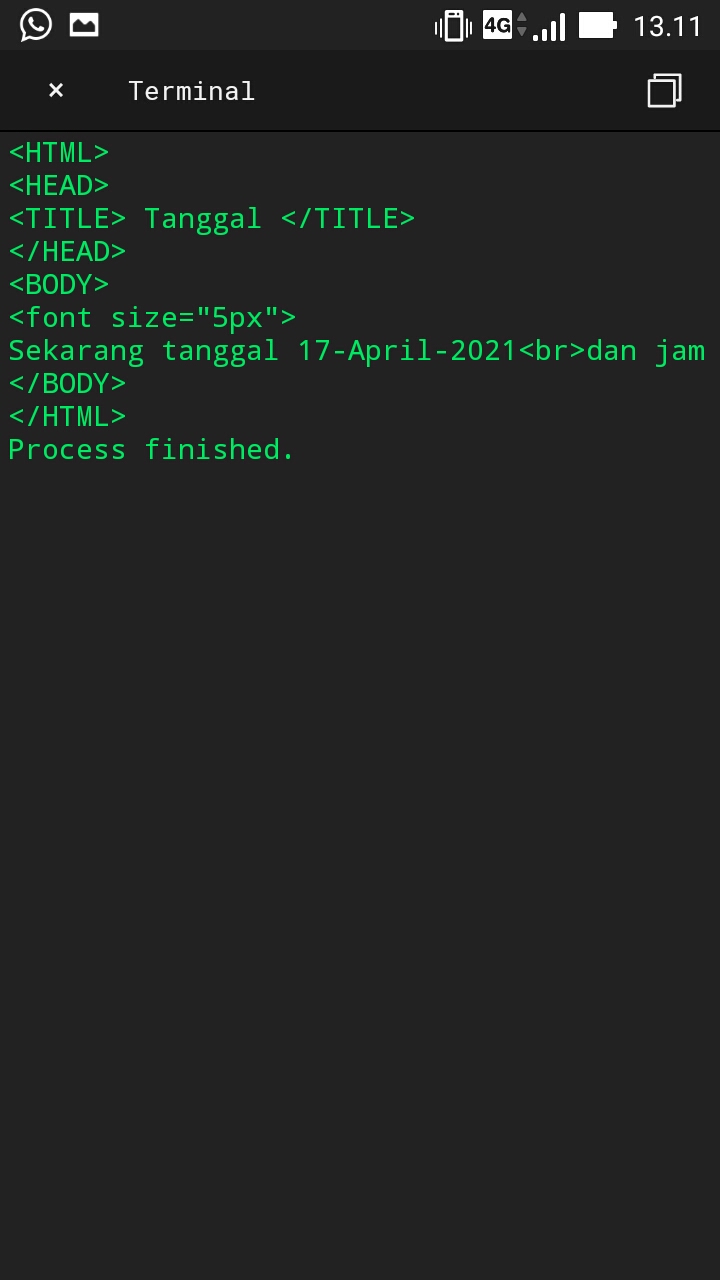 4G 13.11
× Terminal
<HTML>
<HEAD>
<TITLE> Tanggal </TITLE>
</HEAD>
<BODY>
<font size="5px">
Sekarang tanggal 17-April-2021<br>dan jam
</BODY>
</HTML>
Process finished.